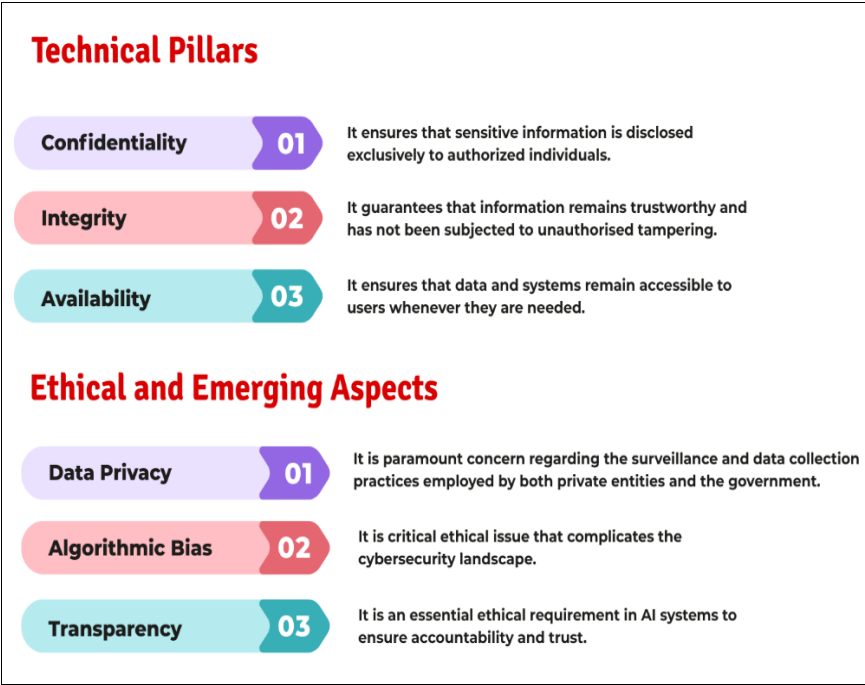 Technical Pillars
Confidentiality 01
It ensures that sensitive information is disclosed
exclusively to authorized individuals.
Integrity 02
It guarantees that information remains trustworthy and
has not been subjected to unauthorised tampering.
Availability 03
It ensures that data and systems remain accessible to
users whenever they are needed.
Ethical and Emerging Aspects
Data Privacy 01
It is paramount concern regarding the surveillance and data collection
practices employed by both private entities and the government.
Algorithmic Bias 02
It is critical ethical issue that complicates the
cybersecurity landscape.
Transparency 03
It is an essential ethical requirement in AI systems to
ensure accountability and trust.